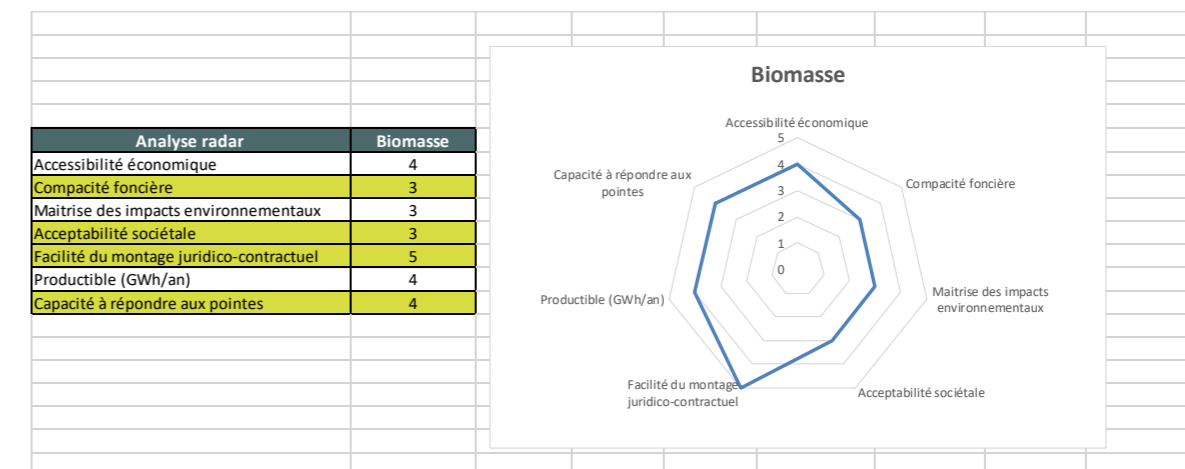 Analyse radar Biomasse
Accessibilité économique 4
Compacité foncière 3
Maitrise des impacts environnementaux 3
Acceptabilité sociétale 3
Facilité du montage juridico-contractuel 5
Productible (GWh/an) 4
Capacité à répondre aux pointes 4
Biomasse
Accessibilité économique
5
4
3
2
1
0
Compacité foncière
Maitrise des impacts
environnementaux
Acceptabilité sociétale
Facilité du montage
juridico-contractuel
Productible (GWh/an)
Capacité à répondre aux
pointes